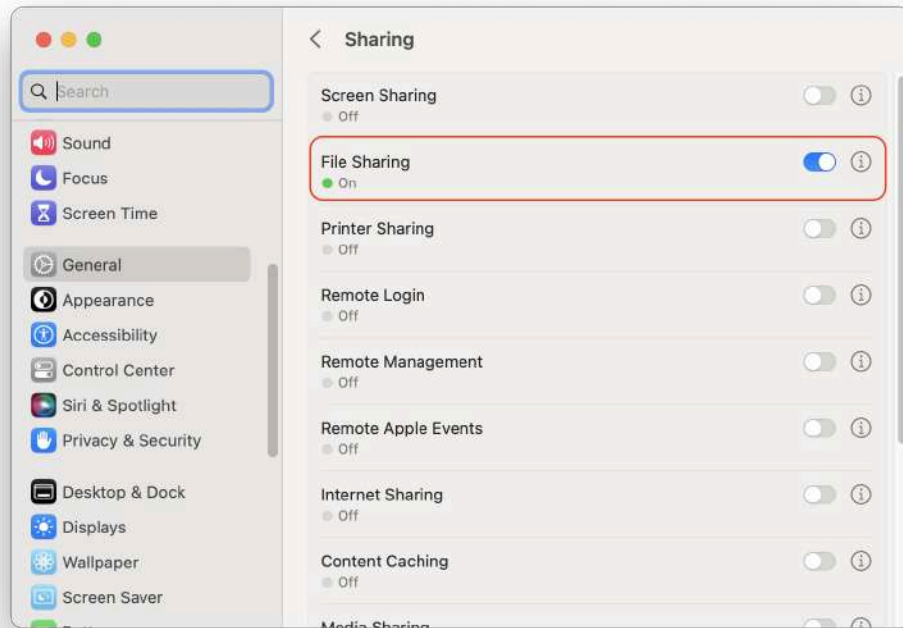 Search
Sound
Focus
Screen Time
General
Appearance
Accessibility
Control Center
Siri & Spotlight
Privacy & Security
Desktop & Dock
Displays
Wallpaper
Screen Saver
Sharing
Screen Sharing
Off
File Sharing
On
Printer Sharing
Off
Remote Login
Off
Remote Management
Off
Remote Apple Events
Off
Internet Sharing
Off
Content Caching
Off
Media Sharing